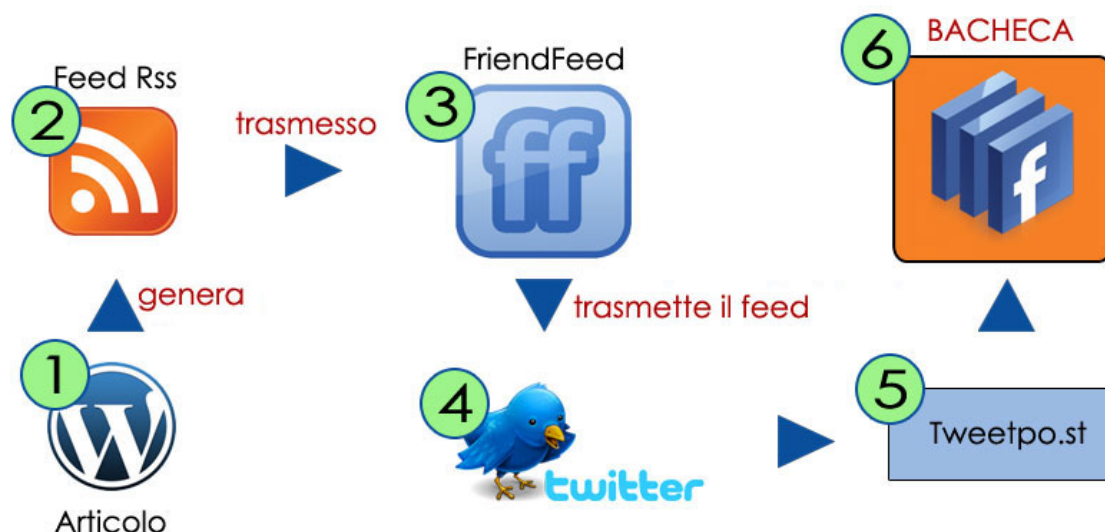 1
Articolo
genera
2
Feed Rss
trasmesso
3
FriendFeed
ff
trasmette il feed
4
twitter
5
Tweetpo.st
6
BACHECA
f